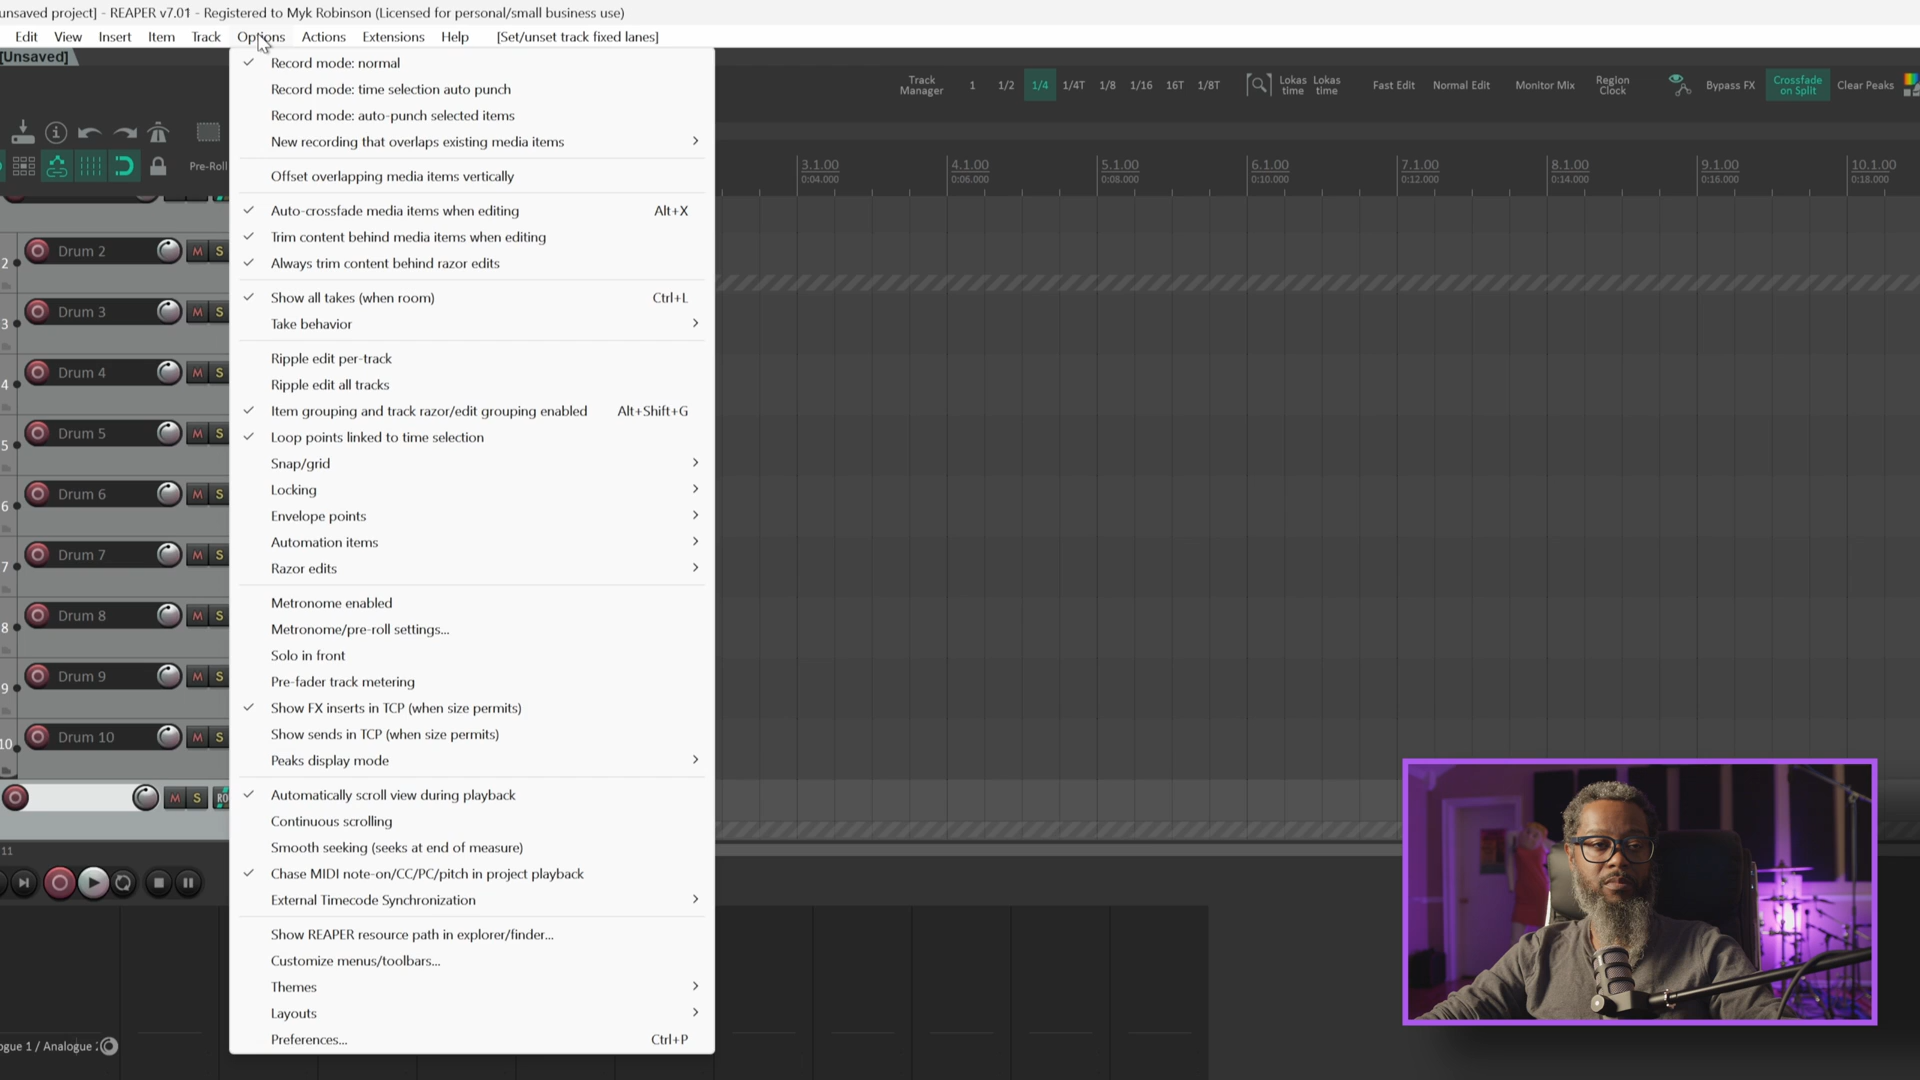 unsaved project] - REAPER v7.01 - Registered to Myk Robinson (Licensed for personal/small business use)
Edit View Insert Item Track Options Actions Extensions Help [Set/unset track fixed lanes]
[Unsaved]
Track Manager 1 1/2 1/4 1/4T 1/8 1/16 16T 1/8T Lokas time Lokas time Fast Edit Normal Edit Monitor Mix Region Clock Bypass FX Crossfade on Split Clear Peaks
Pre-Roll
3.1.00 4.1.00 5.1.00 6.1.00 7.1.00 8.1.00 9.1.00 10.1.00
0:04.000 0:06.000 0:08.000 0:10.000 0:12.000 0:14.000 0:16.000 0:18.000
Record mode: normal
Record mode: time selection auto punch
Record mode: auto-punch selected items
New recording that overlaps existing media items
Offset overlapping media items vertically
Auto-crossfade media items when editing Alt+X
Trim content behind media items when editing
Always trim content behind razor edits
Show all takes (when room) Ctrl+L
Take behavior
Ripple edit per-track
Ripple edit all tracks
Item grouping and track razor/edit grouping enabled Alt+Shift+G
Loop points linked to time selection
Snap/grid
Locking
Envelope points
Automation items
Razor edits
Metronome enabled
Metronome/pre-roll settings...
Solo in front
Pre-fader track metering
Show FX inserts in TCP (when size permits)
Show sends in TCP (when size permits)
Peaks display mode
Automatically scroll view during playback
Continuous scrolling
Smooth seeking (seeks at end of measure)
Chase MIDI note-on/CC/PC/pitch in project playback
External Timecode Synchronization
Show REAPER resource path in explorer/finder...
Customize menus/toolbars...
Themes
Layouts
Preferences... Ctrl+P
2 Drum 2 M S
3 Drum 3 M S
4 Drum 4 M S
5 Drum 5 M S
6 Drum 6 M S
7 Drum 7 M S
8 Drum 8 M S
9 Drum 9 M S
10 Drum 10 M S
M S
11
ogue 1 / Analogue